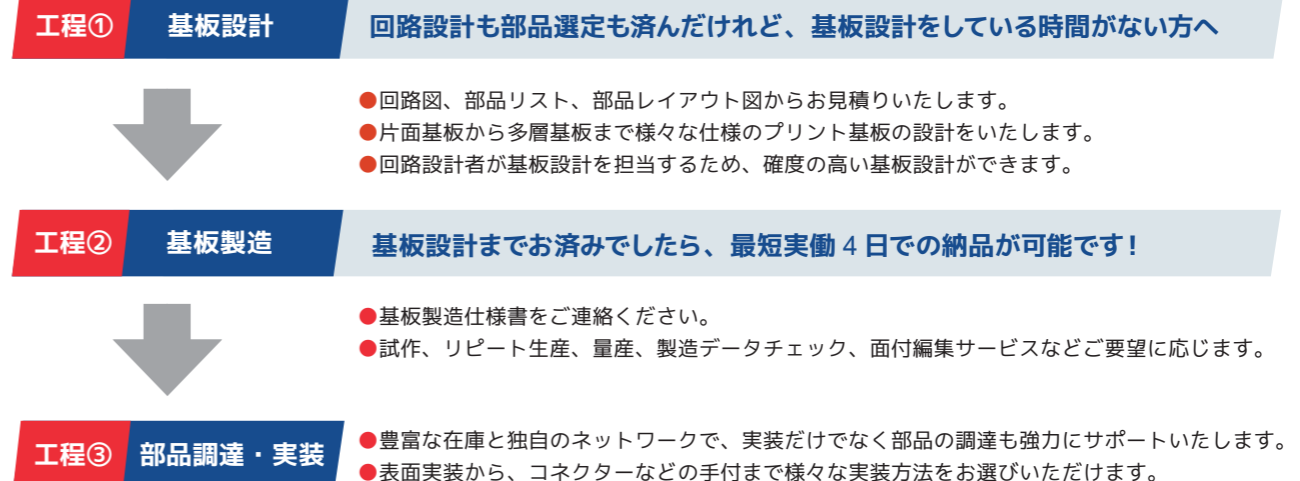 工程① 基板設計 回路設計も部品選定も済んだけれど、基板設計をしている時間がない方へ
●回路図、部品リスト、部品レイアウト図からお見積りいたします。
●片面基板から多層基板まで様々な仕様のプリント基板の設計をいたします。
●回路設計者が基板設計を担当するため、確度の高い基板設計ができます。
工程② 基板製造 基板設計までお済みでしたら、最短実働 4 日での納品が可能です！
●基板製造仕様書をご連絡ください。
●試作、リピート生産、量産、製造データチェック、面付編集サービスなどご要望に応じます。
工程③ 部品調達・実装
●豊富な在庫と独自のネットワークで、実装だけでなく部品の調達も強力にサポートいたします。
●表面実装から、コネクターなどの手付まで様々な実装方法をお選びいただけます。